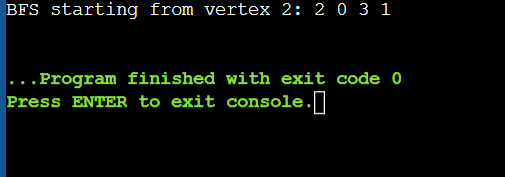 BFS starting from vertex 2: 2 0 3 1
...Program finished with exit code 0
Press ENTER to exit console.